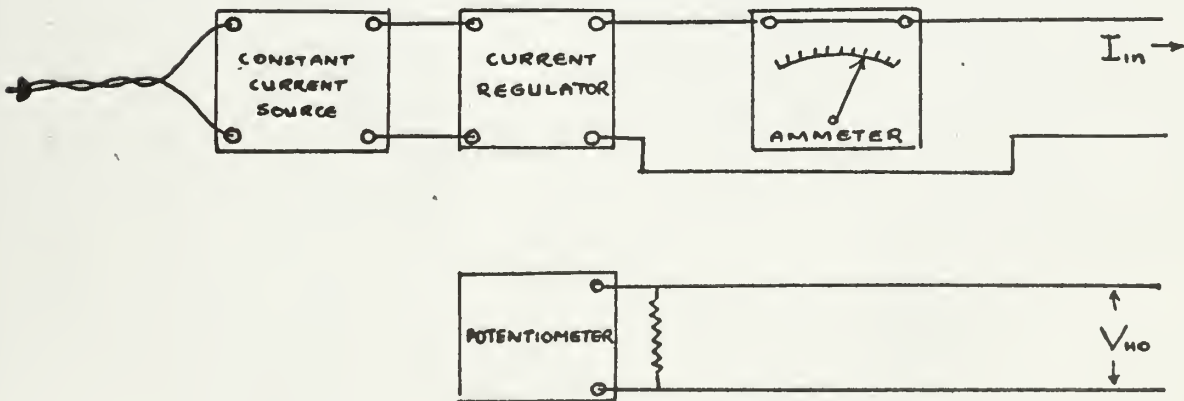 CONSTANT
CURRENT
SOURCE
CURRENT
REGULATOR
AMMETER
Iin
POTENTIOMETER
VHO